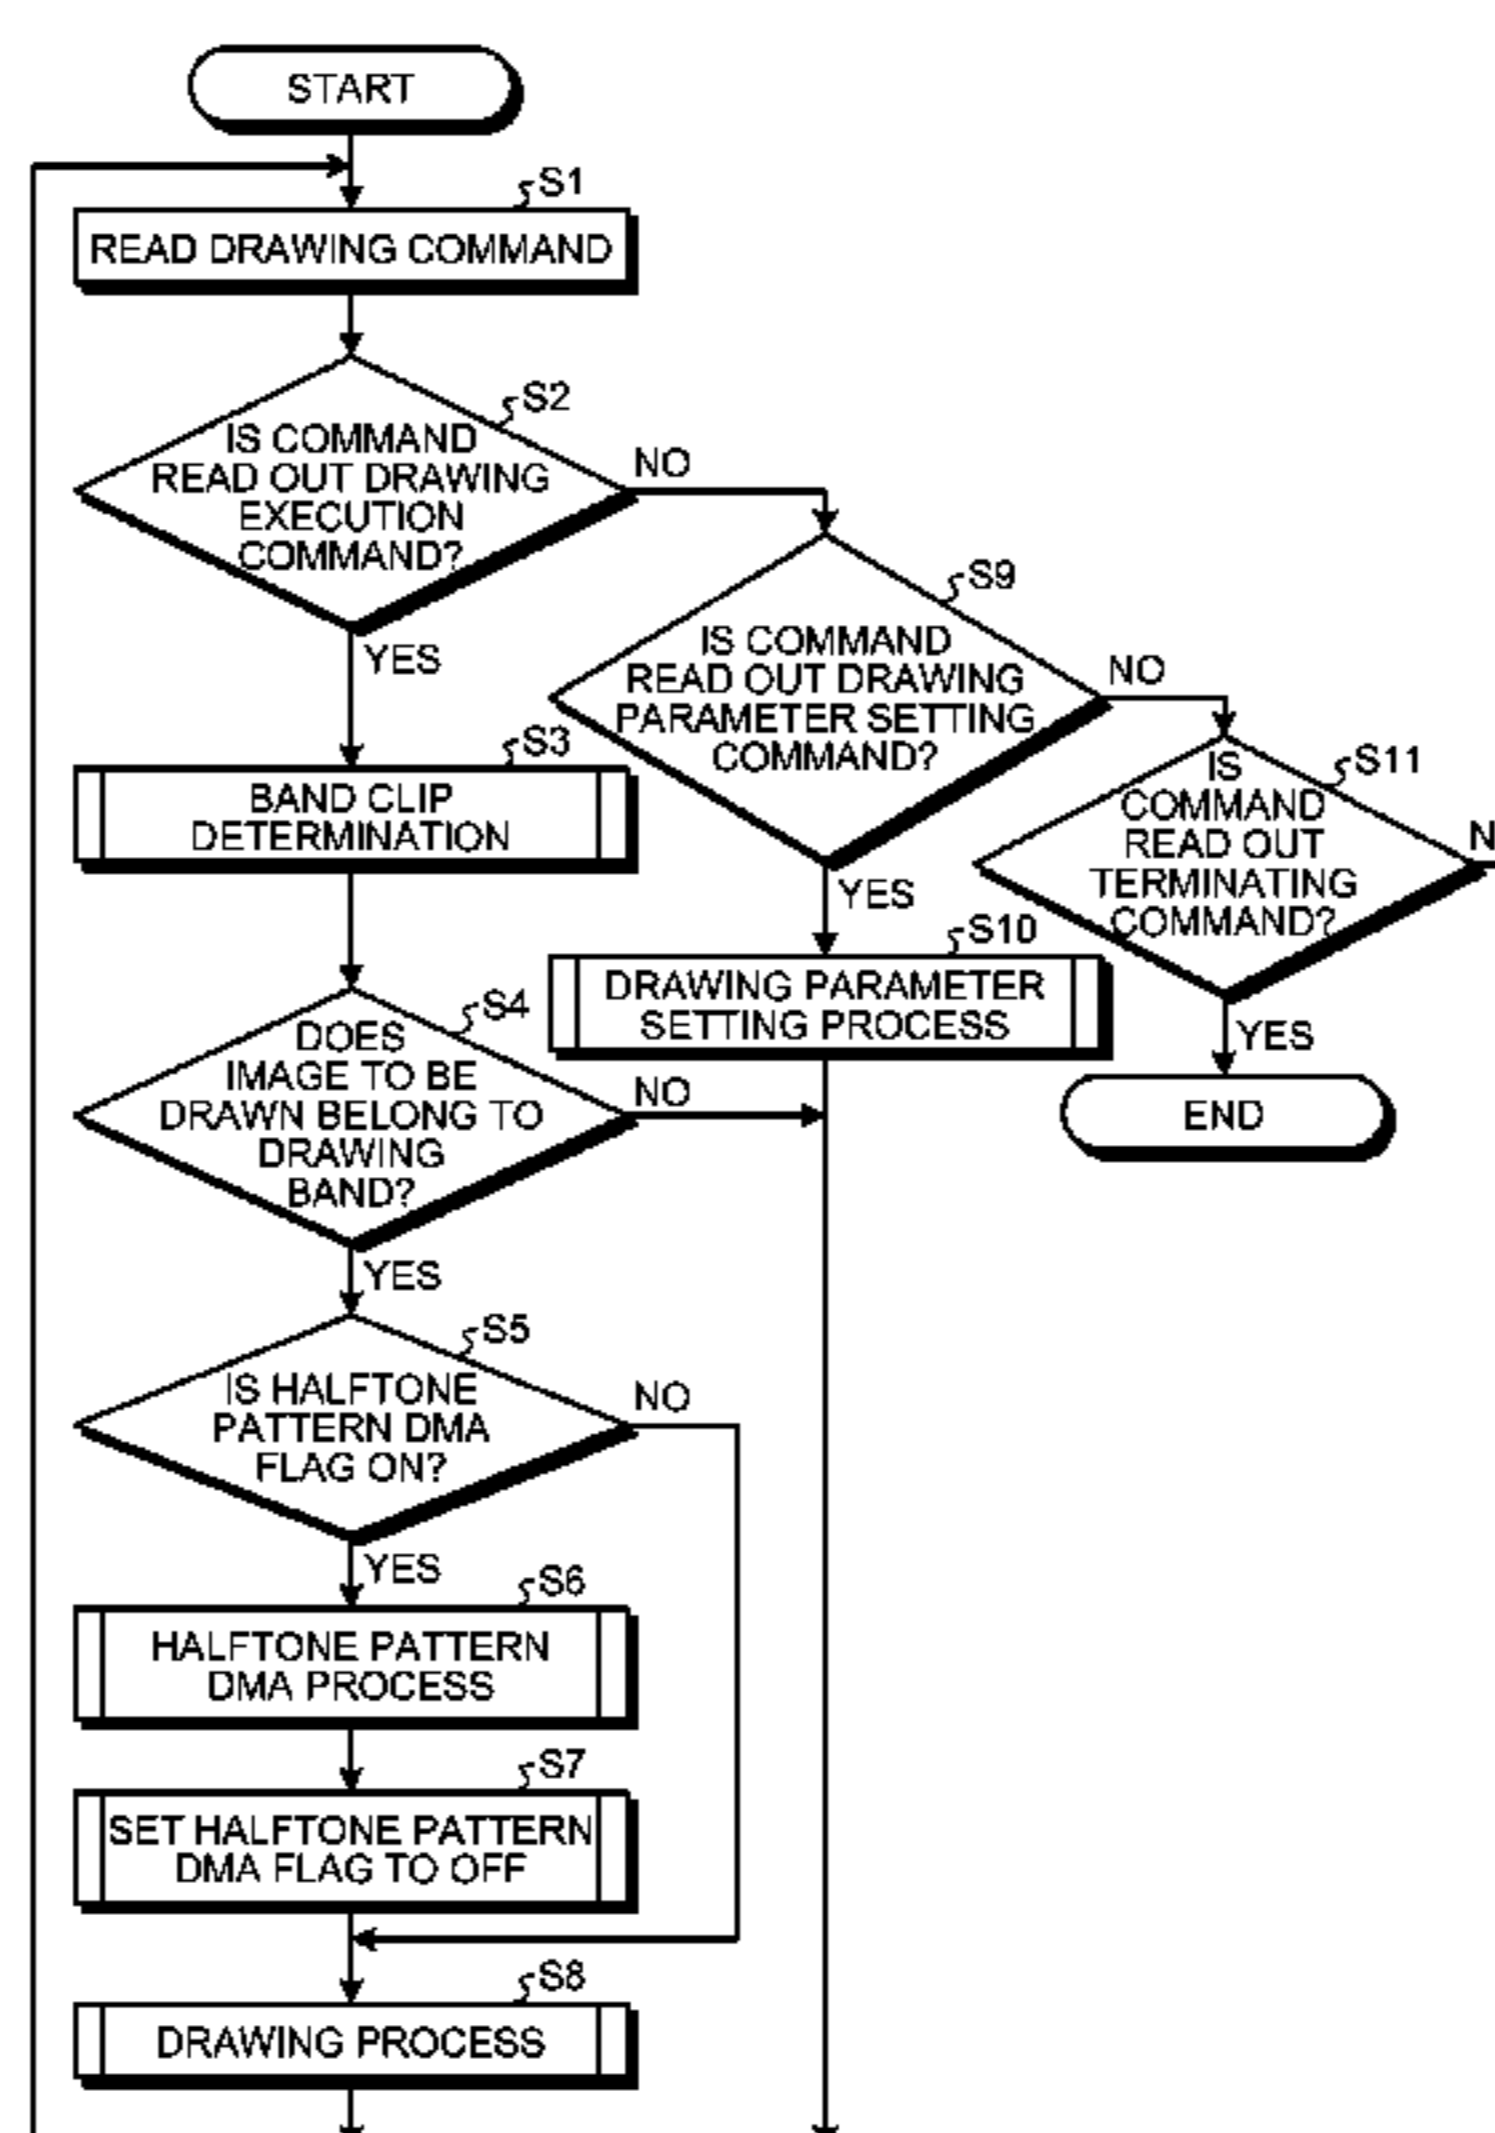 START
S1
READ DRAWING COMMAND
S2
IS COMMAND
READ OUT DRAWING
EXECUTION
COMMAND?
NO
YES
S9
IS COMMAND
READ OUT DRAWING
PARAMETER SETTING
COMMAND?
NO
YES
S3
BAND CLIP
DETERMINATION
S11
IS
COMMAND
READ OUT
TERMINATING
COMMAND?
N
YES
S10
DRAWING PARAMETER
SETTING PROCESS
END
S4
DOES
IMAGE TO BE
DRAWN BELONG TO
DRAWING
BAND?
NO
YES
S5
IS HALFTONE
PATTERN DMA
FLAG ON?
NO
YES
S6
HALFTONE PATTERN
DMA PROCESS
S7
SET HALFTONE PATTERN
DMA FLAG TO OFF
S8
DRAWING PROCESS